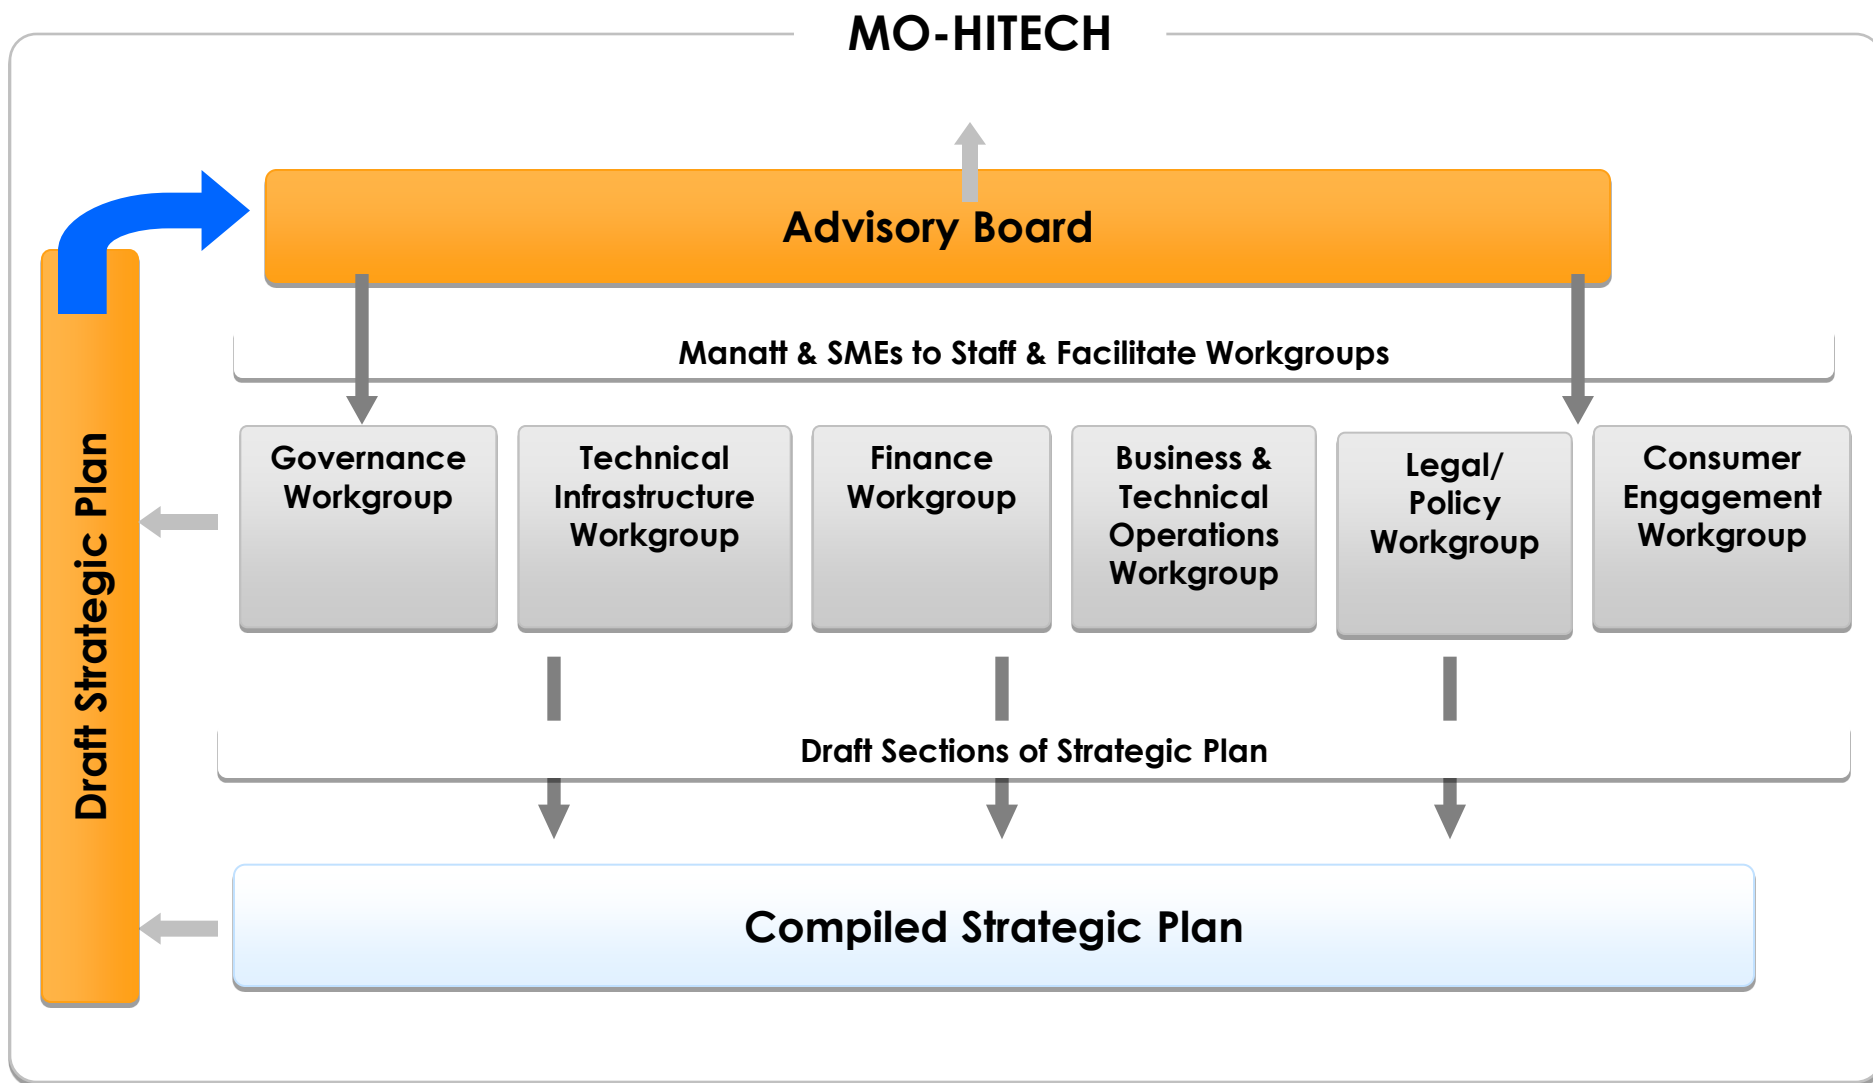 MO-HITECH
Advisory Board
Manatt & SMEs to Staff & Facilitate Workgroups
Governance
Workgroup
Technical
Infrastructure
Workgroup
Finance
Workgroup
Business &
Technical
Operations
Workgroup
Legal/
Policy
Workgroup
Consumer
Engagement
Workgroup
Draft Strategic Plan
Draft Sections of Strategic Plan
Compiled Strategic Plan